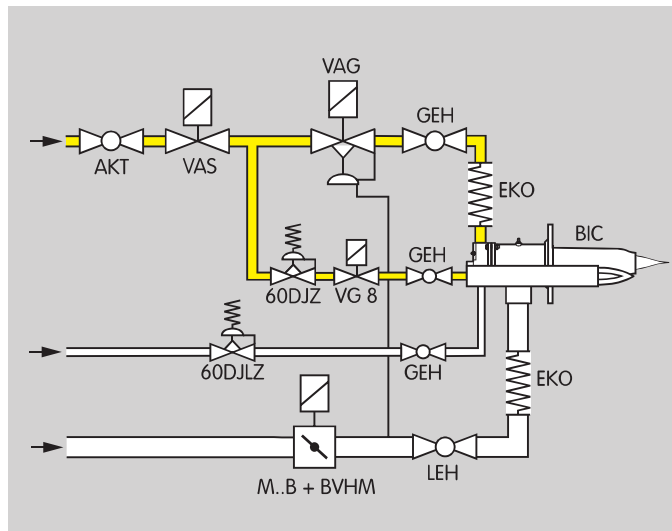 VAG
GEH
AKT
VAS
EKO
BIC
GEH
60DJZ
VG 8
60DJLZ
GEH
EKO
LEH
M..B + BVHM